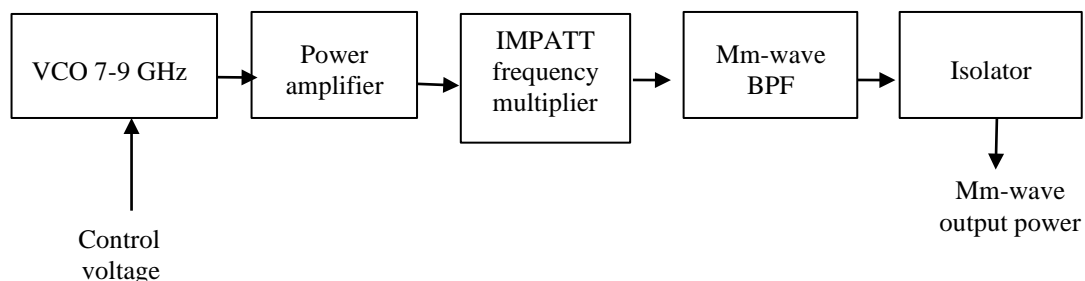 VCO 7-9 GHz
Power
amplifier
IMPATT
frequency
multiplier
Mm-wave
BPF
Isolator
Mm-wave
output power
Control
voltage